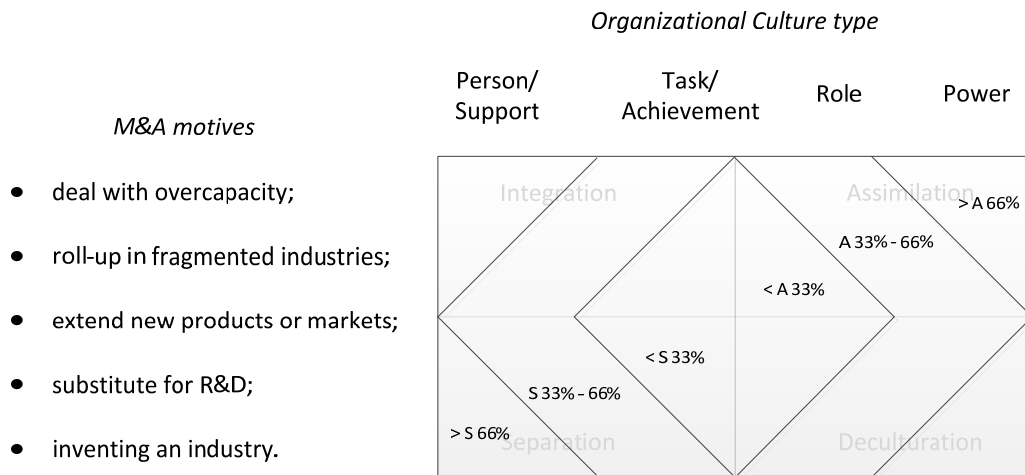 Organizational Culture type
Person/
Support
Task/
Achievement
Role
Power
M&A motives
• deal with overcapacity;
• roll-up in fragmented industries;
• extend new products or markets;
• substitute for R&D;
• inventing an industry.
Integration
Assimilation
> A 66%
A 33% - 66%
< A 33%
< S 33%
S 33% - 66%
> S 66%
Separation
Deculturation